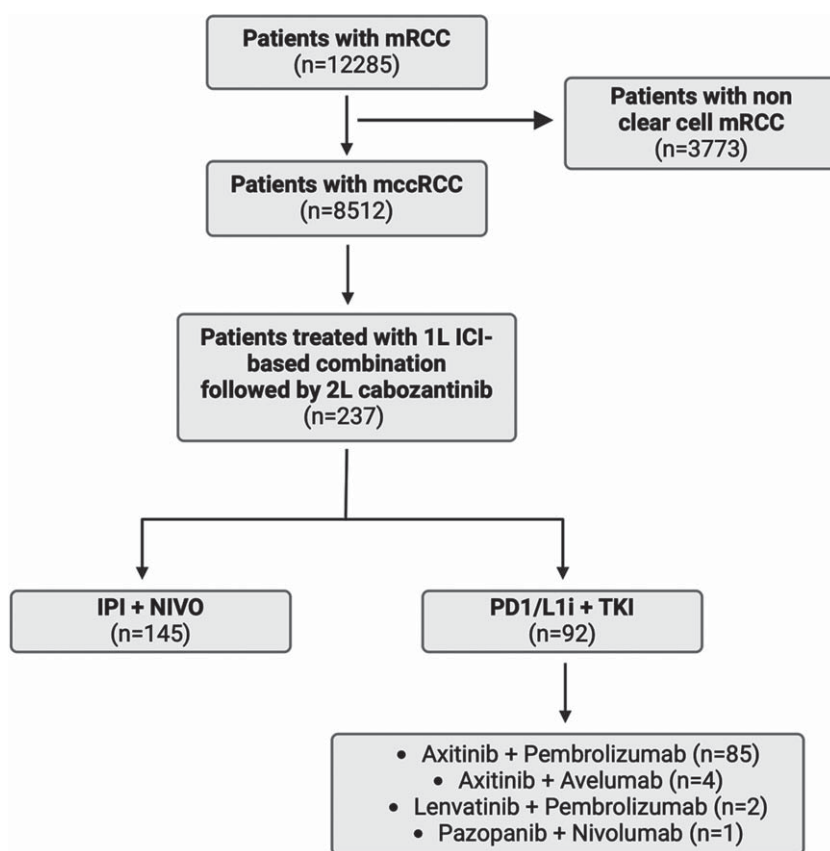 Patients with mRCC
(n=12285)
Patients with non
clear cell mRCC
(n=3773)
Patients with mccRCC
(n=8512)
Patients treated with 1L ICI-
based combination
followed by 2L cabozantinib
(n=237)
IPI + NIVO
(n=145)
PD1/L1i + TKI
(n=92)
• Axitinib + Pembrolizumab (n=85)
• Axitinib + Avelumab (n=4)
• Lenvatinib + Pembrolizumab (n=2)
• Pazopanib + Nivolumab (n=1)